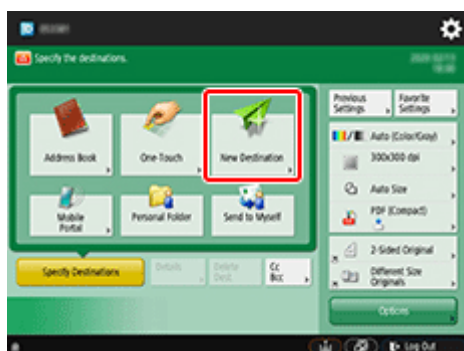 Specify the destinations.
Address Book
One-Touch
New Destination
Mobile
Portal
Personal Folder
Send to Myself
Specify Destinations
Details
Delete
Dest.
Cc
Bcc
Previous
Settings
Favorite
Settings
Auto (Color/Gray)
300x300 dpi
Auto Size
PDF (Compact)
2-Sided Original
Different Size
Originals
Options
Log Out